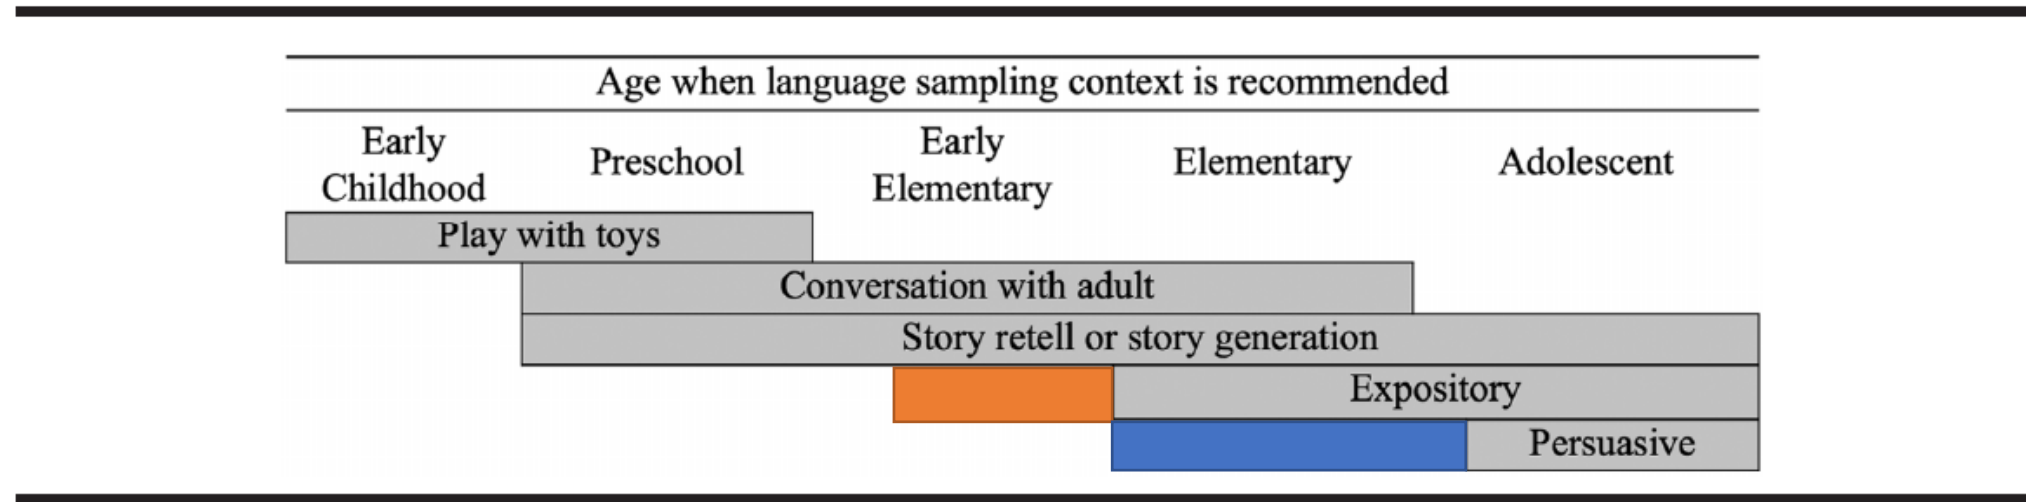 Age when language sampling context is recommended
Early
Childhood
Preschool
Early
Elementary
Elementary
Adolescent
Play with toys
Conversation with adult
Story retell or story generation
Expository
Persuasive